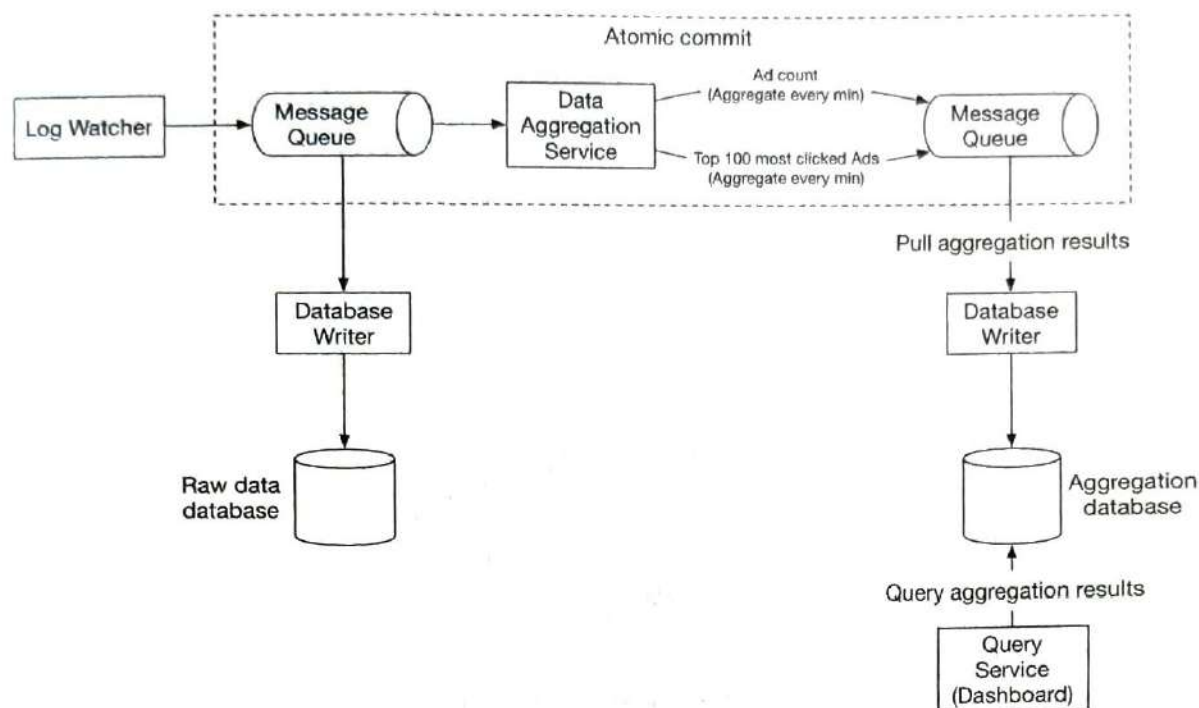 Atomic commit
Log Watcher
Message
Queue
Data
Aggregation
Service
Ad count
(Aggregate every min)
Top 100 most clicked Ads
(Aggregate every min)
Message
Queue
Pull aggregation results
Database
Writer
Database
Writer
Raw data
database
Aggregation
database
Query aggregation results
Query
Service
(Dashboard)